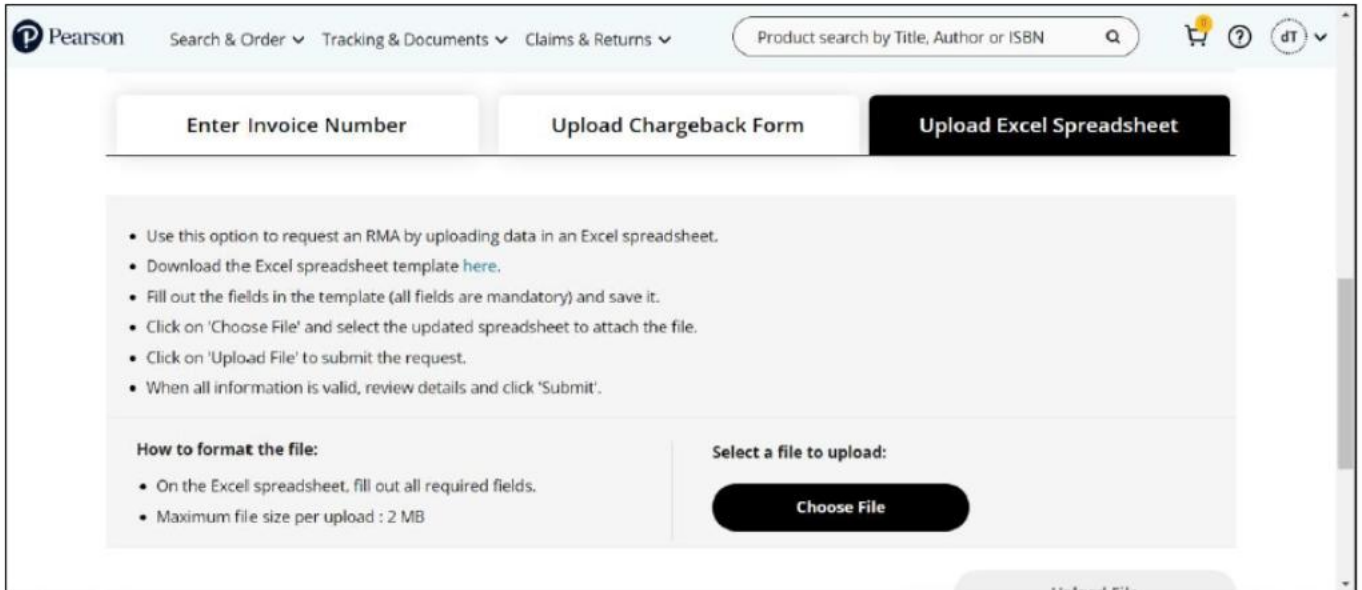 Pearson
Search & Order
Tracking & Documents
Claims & Returns
Product search by Title, Author or ISBN
0
dT
Enter Invoice Number
Upload Chargeback Form
Upload Excel Spreadsheet
• Use this option to request an RMA by uploading data in an Excel spreadsheet.
• Download the Excel spreadsheet template here.
• Fill out the fields in the template (all fields are mandatory) and save it.
• Click on 'Choose File' and select the updated spreadsheet to attach the file.
• Click on 'Upload File' to submit the request.
• When all information is valid, review details and click 'Submit'.
How to format the file:
• On the Excel spreadsheet, fill out all required fields.
• Maximum file size per upload : 2 MB
Select a file to upload:
Choose File
Upload File